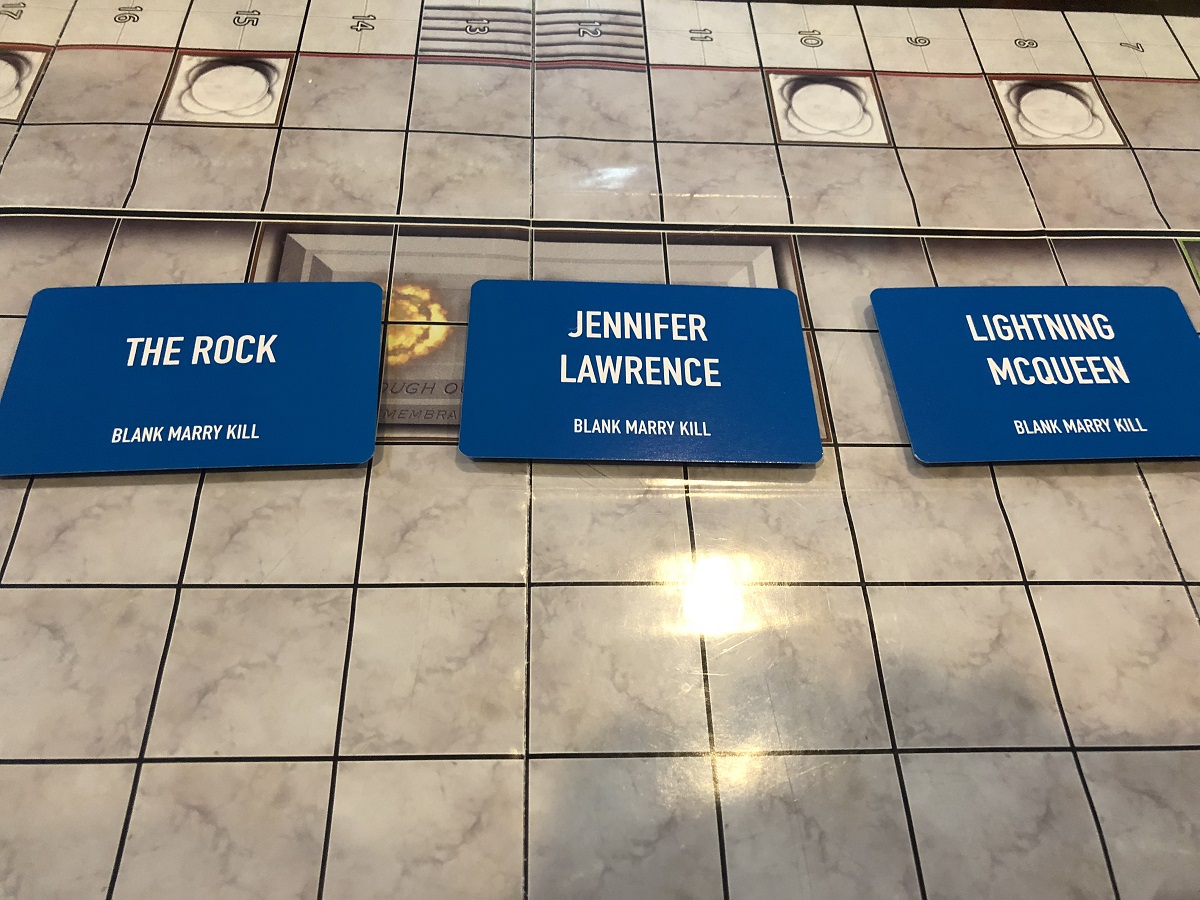 17 16 15 14 13 12 11 10 9 8 7
THE ROCK
BLANK MARRY KILL
JENNIFER
LAWRENCE
BLANK MARRY KILL
LIGHTNING
MCQUEEN
BLANK MARRY KILL